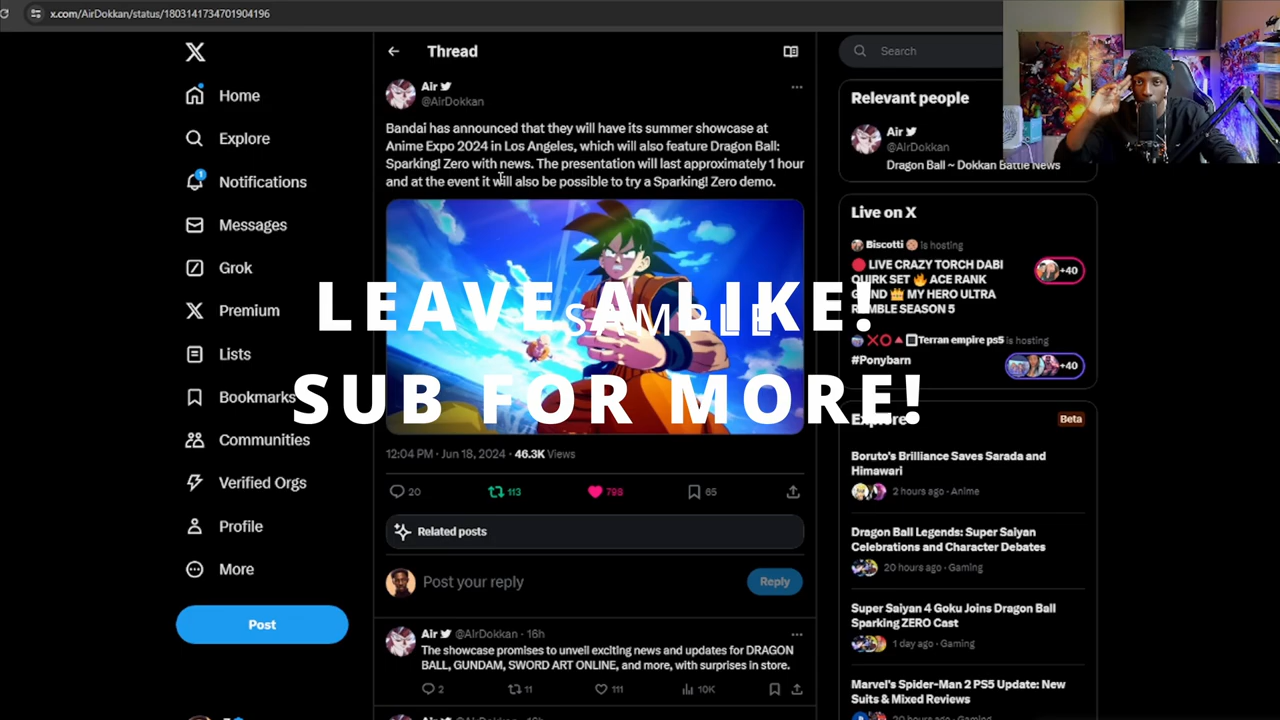 x.com/AirDokkan/status/1803141734701904196
Home
Explore
1
Notifications
Messages
Grok
Premium
Lists
Bookmarks
Communities
Verified Orgs
Profile
More
Post
Thread
Air
@AirDokkan
Bandai has announced that they will have its summer showcase at
Anime Expo 2024 in Los Angeles, which will also feature Dragon Ball:
Sparking! Zero with news. The presentation will last approximately 1 hour
and at the event it will also be possible to try a Sparking! Zero demo.
SAMPLE
LEAVE A LIKE!
SUB FOR MORE!
12:04 PM · Jun 18, 2024 · 46.3K Views
20 113 798 65
Related posts
Post your reply
Reply
Air @AirDokkan · 16h
The showcase promises to unveil exciting news and updates for DRAGON
BALL, GUNDAM, SWORD ART ONLINE, and more, with surprises in store.
2 11 111 10K
Search
Relevant people
Air
@AirDokkan
Dragon Ball ~ Dokkan Battle News
Live on X
Biscotti is hosting
LIVE CRAZY TORCH DABI
QUIRK SET ACE RANK
GRIND MY HERO ULTRA
RUMBLE SEASON 5
+40
Terran empire ps5 is hosting
#Ponybarn
+40
Explore
Beta
Boruto's Brilliance Saves Sarada and
Himawari
2 hours ago · Anime
Dragon Ball Legends: Super Saiyan
Celebrations and Character Debates
20 hours ago · Gaming
Super Saiyan 4 Goku Joins Dragon Ball
Sparking ZERO Cast
1 day ago · Gaming
Marvel's Spider-Man 2 PS5 Update: New
Suits & Mixed Reviews